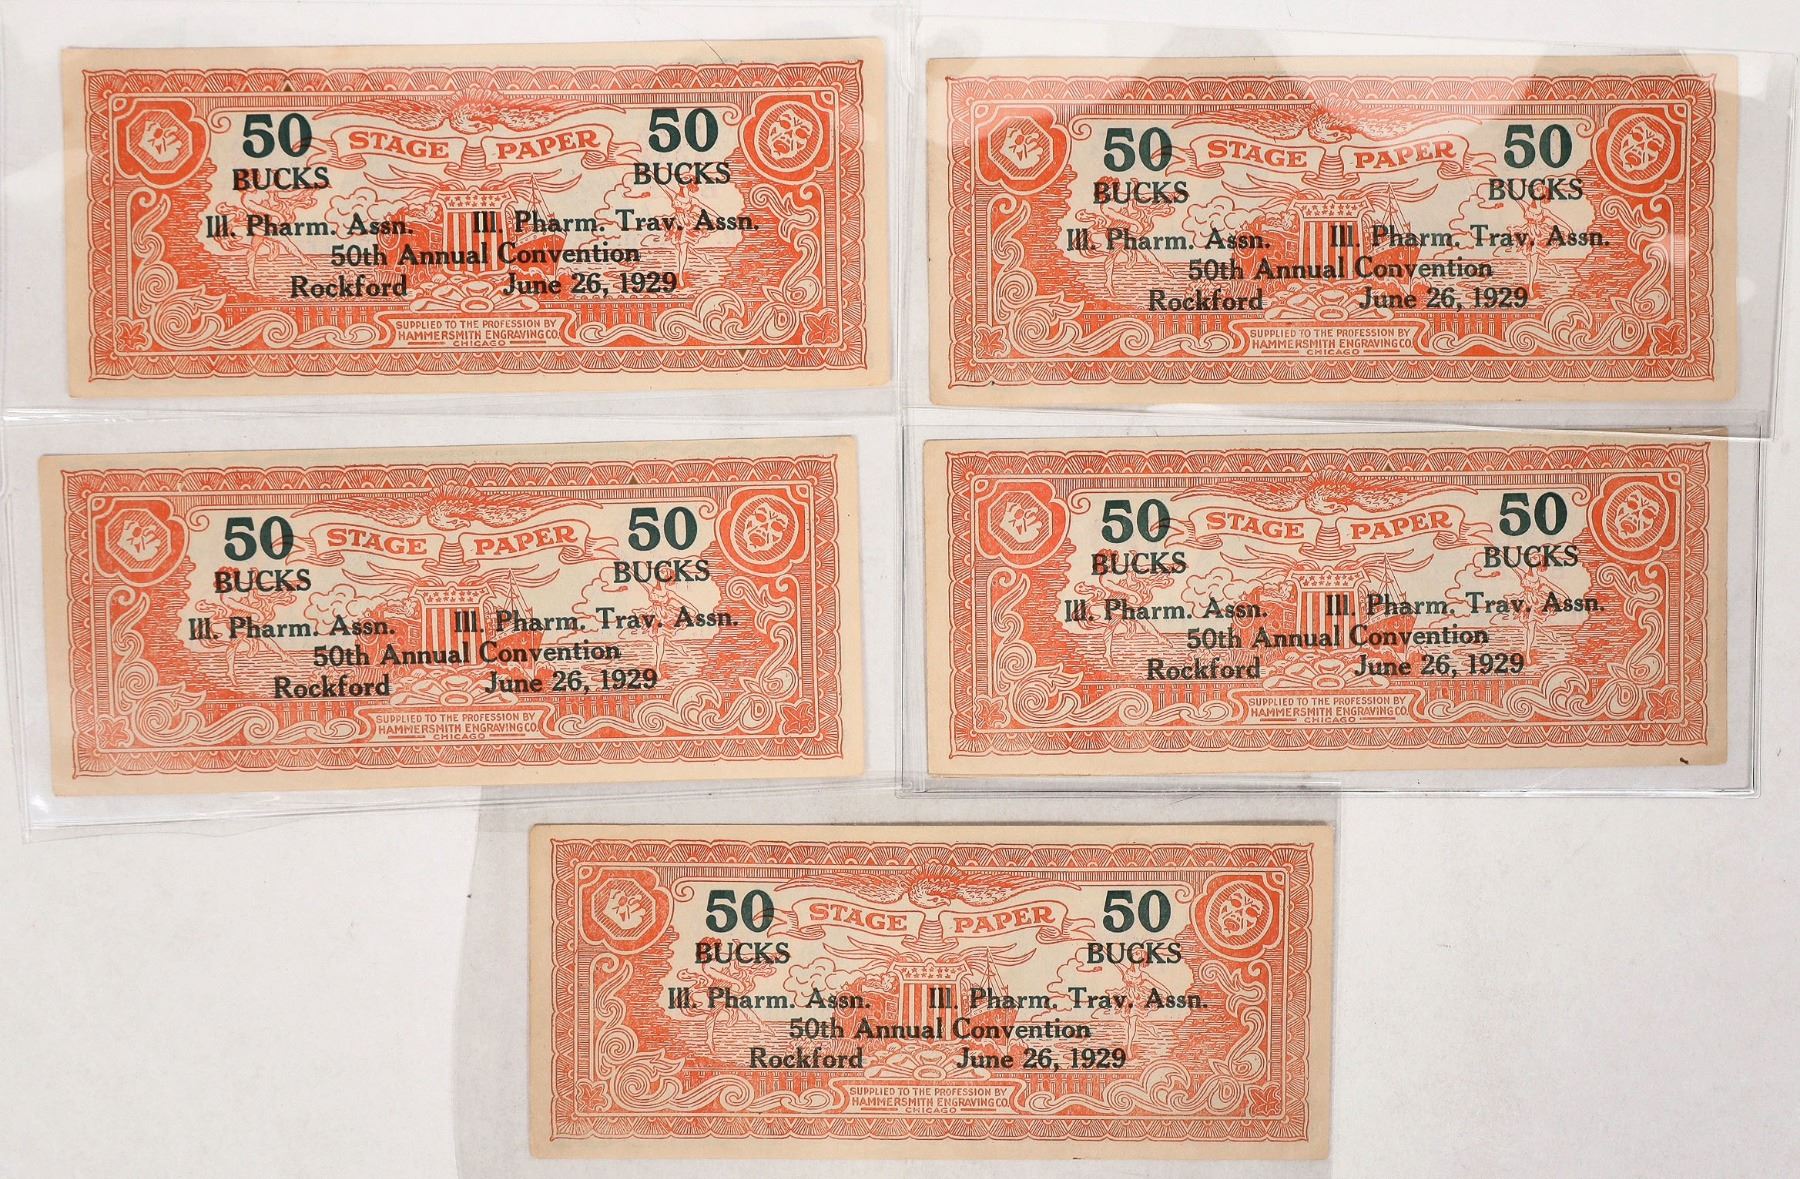 50 STAGE PAPER 50
BUCKS BUCKS
Ill. Pharm. Assn. Ill. Pharm. Trav. Assn.
50th Annual Convention
Rockford June 26, 1929
SUPPLIED TO THE PROFESSION BY
HAMMERSMITH ENGRAVING CO.
CHICAGO
50 STAGE PAPER 50
BUCKS BUCKS
Ill. Pharm. Assn. Ill. Pharm. Trav. Assn.
50th Annual Convention
Rockford June 26, 1929
SUPPLIED TO THE PROFESSION BY
HAMMERSMITH ENGRAVING CO.
CHICAGO
50 STAGE PAPER 50
BUCKS BUCKS
Ill. Pharm. Assn. Ill. Pharm. Trav. Assn.
50th Annual Convention
Rockford June 26, 1929
SUPPLIED TO THE PROFESSION BY
HAMMERSMITH ENGRAVING CO.
CHICAGO
50 STAGE PAPER 50
BUCKS BUCKS
Ill. Pharm. Assn. Ill. Pharm. Trav. Assn.
50th Annual Convention
Rockford June 26, 1929
SUPPLIED TO THE PROFESSION BY
HAMMERSMITH ENGRAVING CO.
CHICAGO
50 STAGE PAPER 50
BUCKS BUCKS
Ill. Pharm. Assn. Ill. Pharm. Trav. Assn.
50th Annual Convention
Rockford June 26, 1929
SUPPLIED TO THE PROFESSION BY
HAMMERSMITH ENGRAVING CO.
CHICAGO